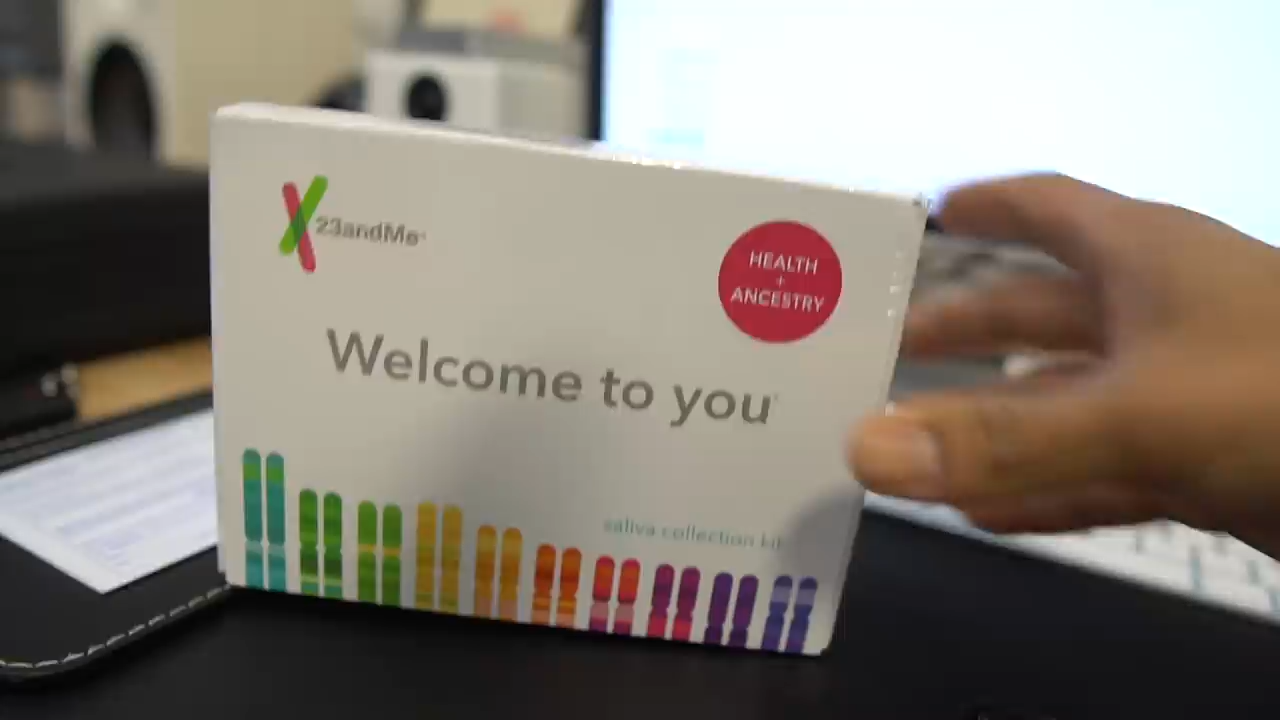 23andMe
HEALTH
+
ANCESTRY
Welcome to you
saliva collection kit